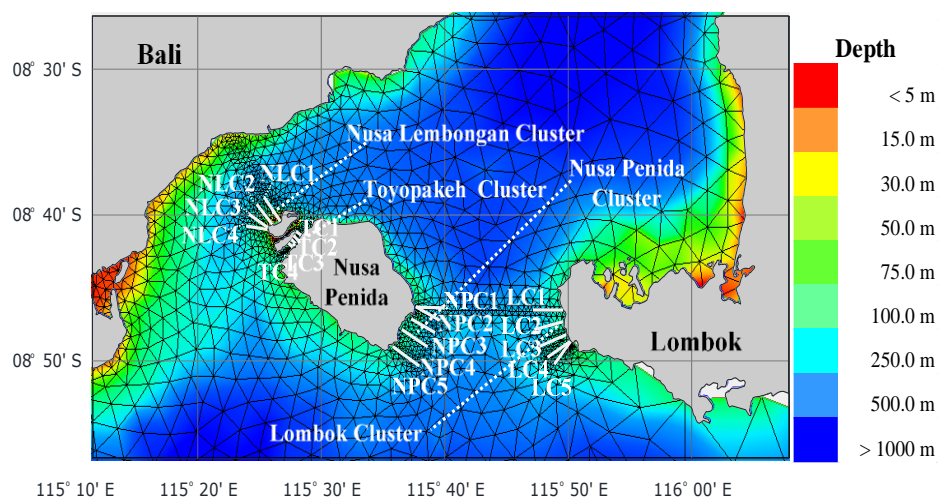 Bali
Depth
08° 30' S
< 5 m
15.0 m
Nusa Lembongan Cluster
NLC1
NLC2
Nusa Penida
Cluster
30.0 m
Toyopakeh Cluster
NLC3
08° 40' S
50.0 m
NLC4
TC1
TC2
TC3
Nusa
Penida
75.0 m
NPC1
LC1
100.0 m
NPC2
LC2
NPC3
LC3
Lombok
08° 50' S
250.0 m
NPC4
LC4
NPC5
LC5
500.0 m
Lombok Cluster
> 1000 m
115° 10' E
115° 20' E
115° 30' E
115° 40' E
115° 50' E
116° 00' E